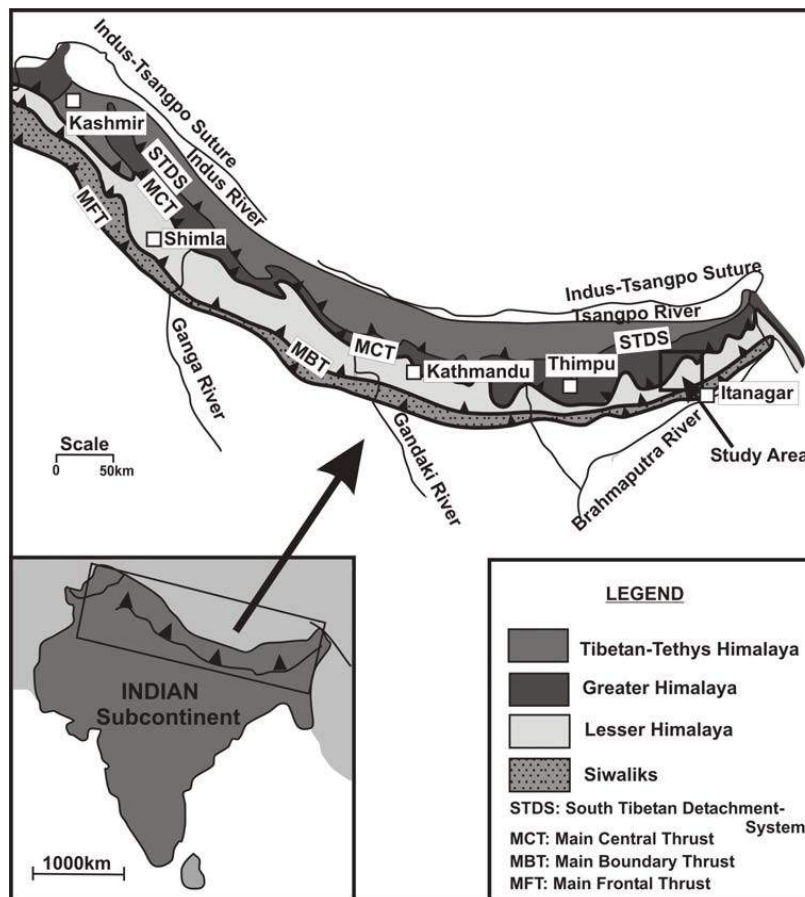 Indus-Tsangpo Suture
Kashmir
STDS
Indus River
MCT
MFT
Shimla
Indus-Tsangpo Suture
Tsangpo River
STDS
MCT
Thimpu
MBT
Kathmandu
Itanagar
Ganga River
Scale
0 50km
Gandaki River
Brahmaputra River
Study Area
INDIAN
Subcontinent
1000km
LEGEND
Tibetan-Tethys Himalaya
Greater Himalaya
Lesser Himalaya
Siwaliks
STDS: South Tibetan Detachment-
System
MCT: Main Central Thrust
MBT: Main Boundary Thrust
MFT: Main Frontal Thrust